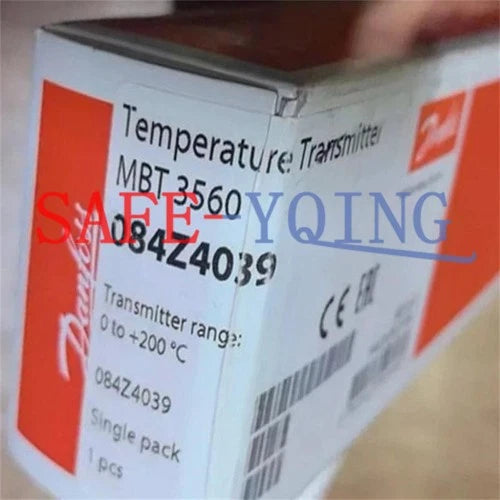 Temperature Transmitter
MBT 3560
SAFE-YQING
084Z4039
Transmitter range:
0 to +200 °C
084Z4039
Single pack
1 pcs
Danfoss
Danfoss
CE EAC